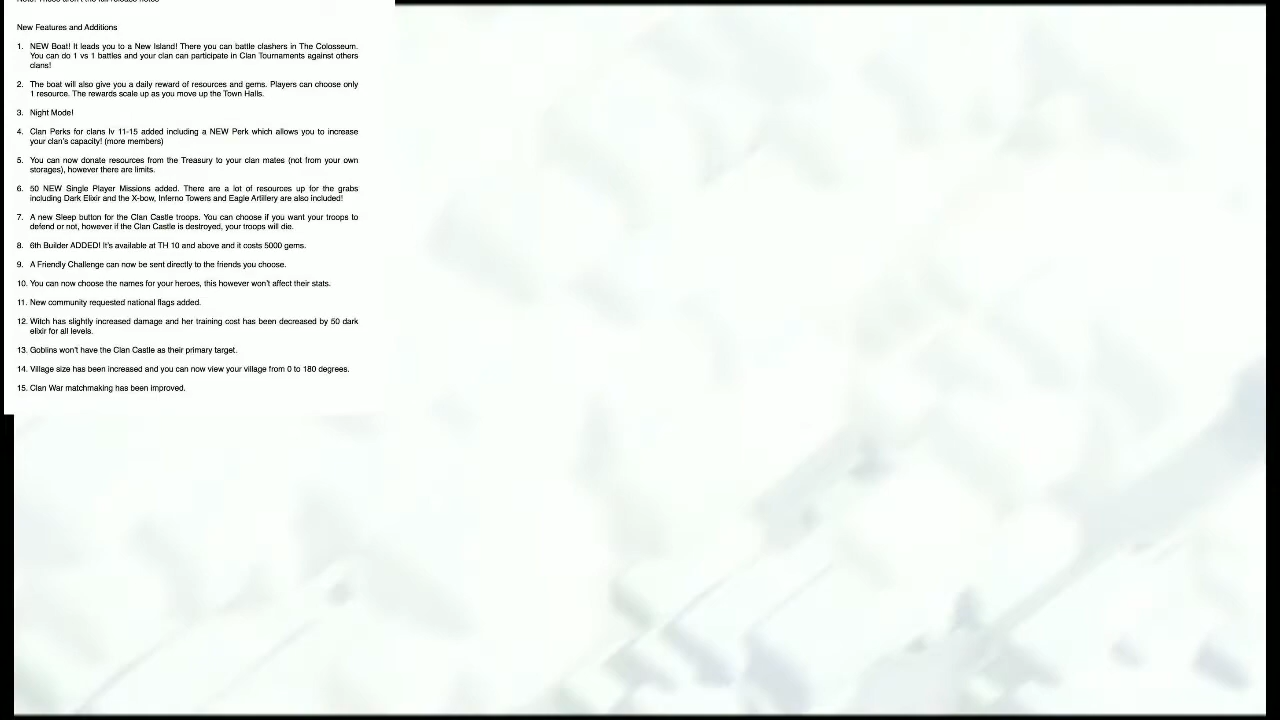 Note: These aren't the full release notes
New Features and Additions
1. NEW Boat! It leads you to a New Island! There you can battle clashers in The Colosseum.
You can do 1 vs 1 battles and your clan can participate in Clan Tournaments against others
clans!
2. The boat will also give you a daily reward of resources and gems. Players can choose only
1 resource. The rewards scale up as you move up the Town Halls.
3. Night Mode!
4. Clan Perks for clans lv 11-15 added including a NEW Perk which allows you to increase
your clan's capacity! (more members)
5. You can now donate resources from the Treasury to your clan mates (not from your own
storages), however there are limits.
6. 50 NEW Single Player Missions added. There are a lot of resources up for the grabs
including Dark Elixir and the X-bow, Inferno Towers and Eagle Artillery are also included!
7. A new Sleep button for the Clan Castle troops. You can choose if you want your troops to
defend or not, however if the Clan Castle is destroyed, your troops will die.
8. 6th Builder ADDED! It's available at TH 10 and above and it costs 5000 gems.
9. A Friendly Challenge can now be sent directly to the friends you choose.
10. You can now choose the names for your heroes, this however won't affect their stats.
11. New community requested national flags added.
12. Witch has slightly increased damage and her training cost has been decreased by 50 dark
elixir for all levels.
13. Goblins won't have the Clan Castle as their primary target.
14. Village size has been increased and you can now view your village from 0 to 180 degrees.
15. Clan War matchmaking has been improved.